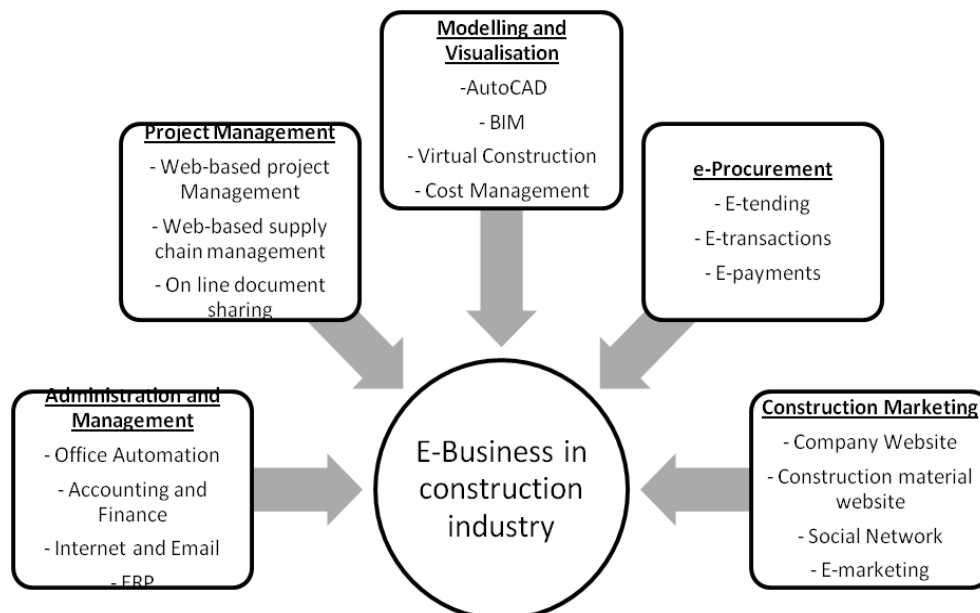 Modelling and
Visualisation
-AutoCAD
- BIM
- Virtual Construction
- Cost Management
Project Management
- Web-based project
Management
- Web-based supply
chain management
- On line document
sharing
e-Procurement
- E-tending
- E-transactions
- E-payments
Administration and
Management
- Office Automation
- Accounting and
Finance
- Internet and Email
- ERP
E-Business in
construction
industry
Construction Marketing
- Company Website
- Construction material
website
- Social Network
- E-marketing